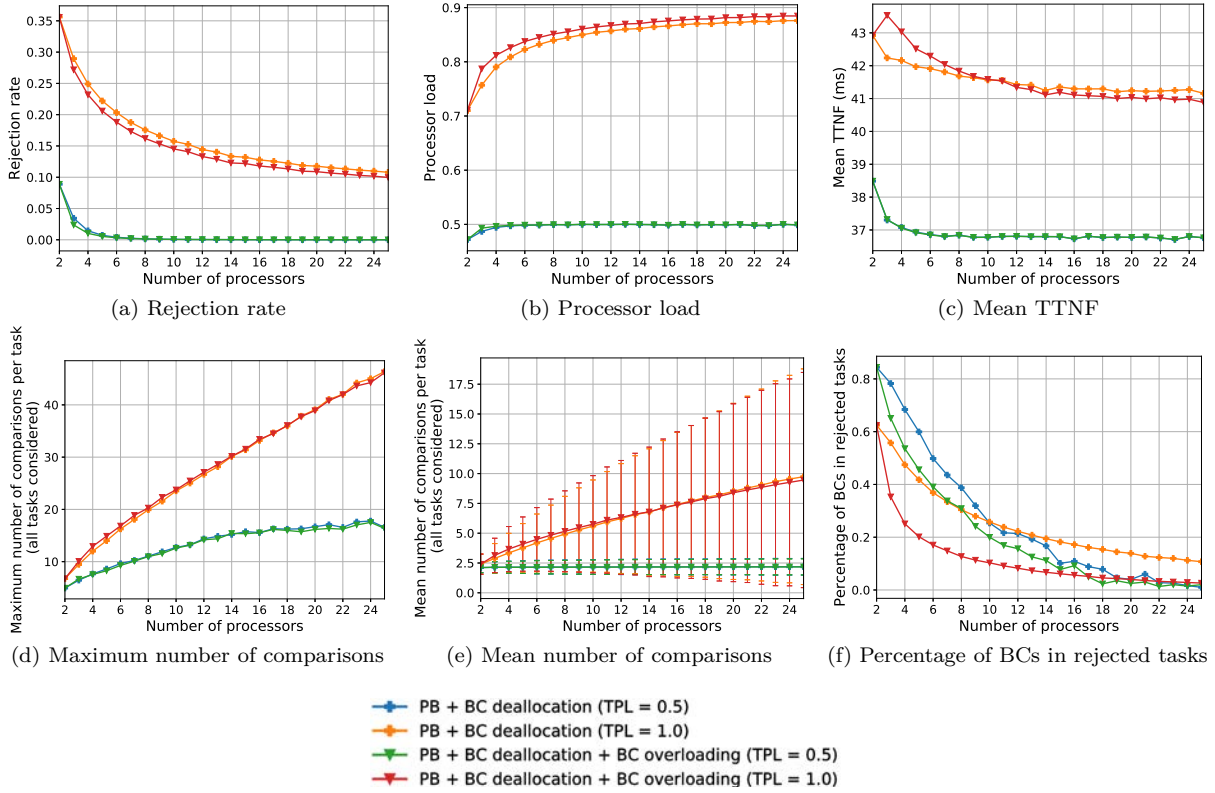 0.35
0.30
0.25
0.20
0.15
0.10
0.05
0.00
Rejection rate
2 4 6 8 10 12 14 16 18 20 22 24
Number of processors
(a) Rejection rate
0.9
0.8
0.7
0.6
0.5
Processor load
2 4 6 8 10 12 14 16 18 20 22 24
Number of processors
(b) Processor load
43
42
41
40
39
38
37
Mean TTNF (ms)
2 4 6 8 10 12 14 16 18 20 22 24
Number of processors
(c) Mean TTNF
Maximum number of comparisons per task
(all tasks considered)
40
30
20
10
2 4 6 8 10 12 14 16 18 20 22 24
Number of processors
(d) Maximum number of comparisons
Mean number of comparisons per task
(all tasks considered)
17.5
15.0
12.5
10.0
7.5
5.0
2.5
0.0
2 4 6 8 10 12 14 16 18 20 22 24
Number of processors
(e) Mean number of comparisons
Percentage of BCs in rejected tasks
0.8
0.6
0.4
0.2
0.0
2 4 6 8 10 12 14 16 18 20 22 24
Number of processors
(f) Percentage of BCs in rejected tasks
PB + BC deallocation (TPL = 0.5)
PB + BC deallocation (TPL = 1.0)
PB + BC deallocation + BC overloading (TPL = 0.5)
PB + BC deallocation + BC overloading (TPL = 1.0)